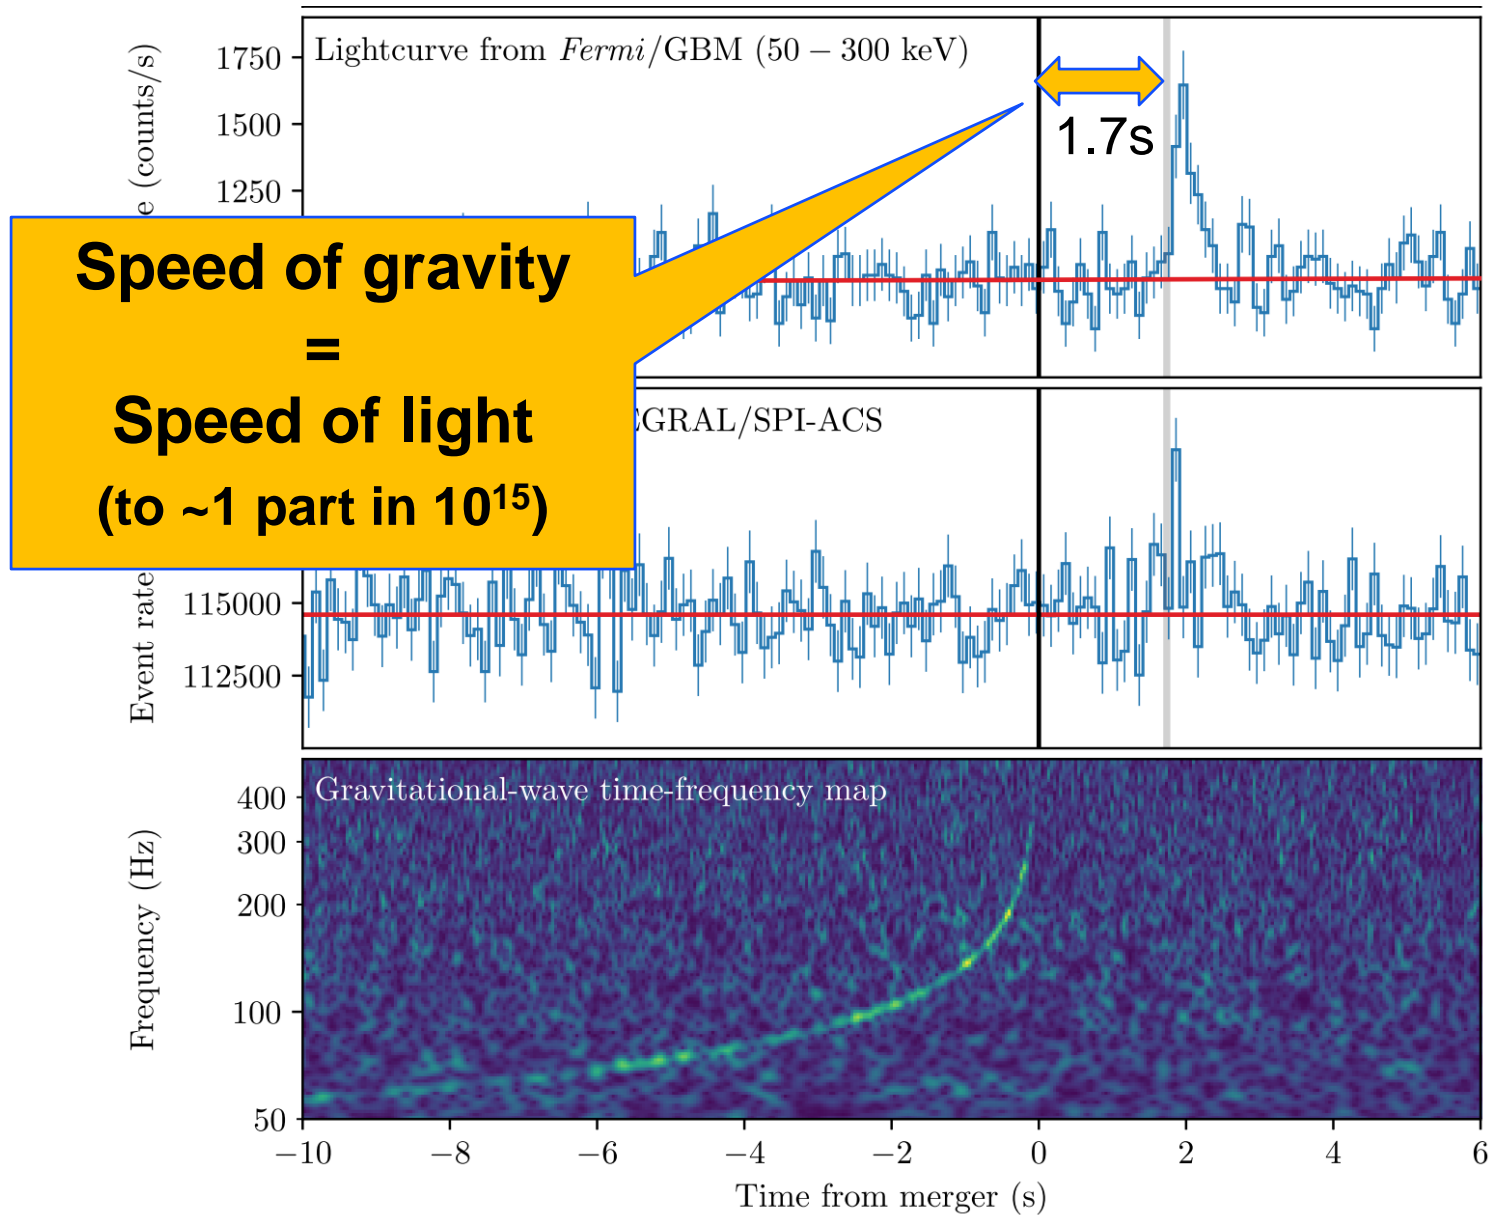 Lightcurve from Fermi/GBM (50 − 300 keV)
1750
1500
1250
(counts/s)
1.7s
Speed of gravity
=
Speed of light
(to ~1 part in 10¹⁵)
EGRAL/SPI-ACS
115000
112500
Event rate
Gravitational-wave time-frequency map
400
300
200
100
50
Frequency (Hz)
−10 −8 −6 −4 −2 0 2 4 6
Time from merger (s)